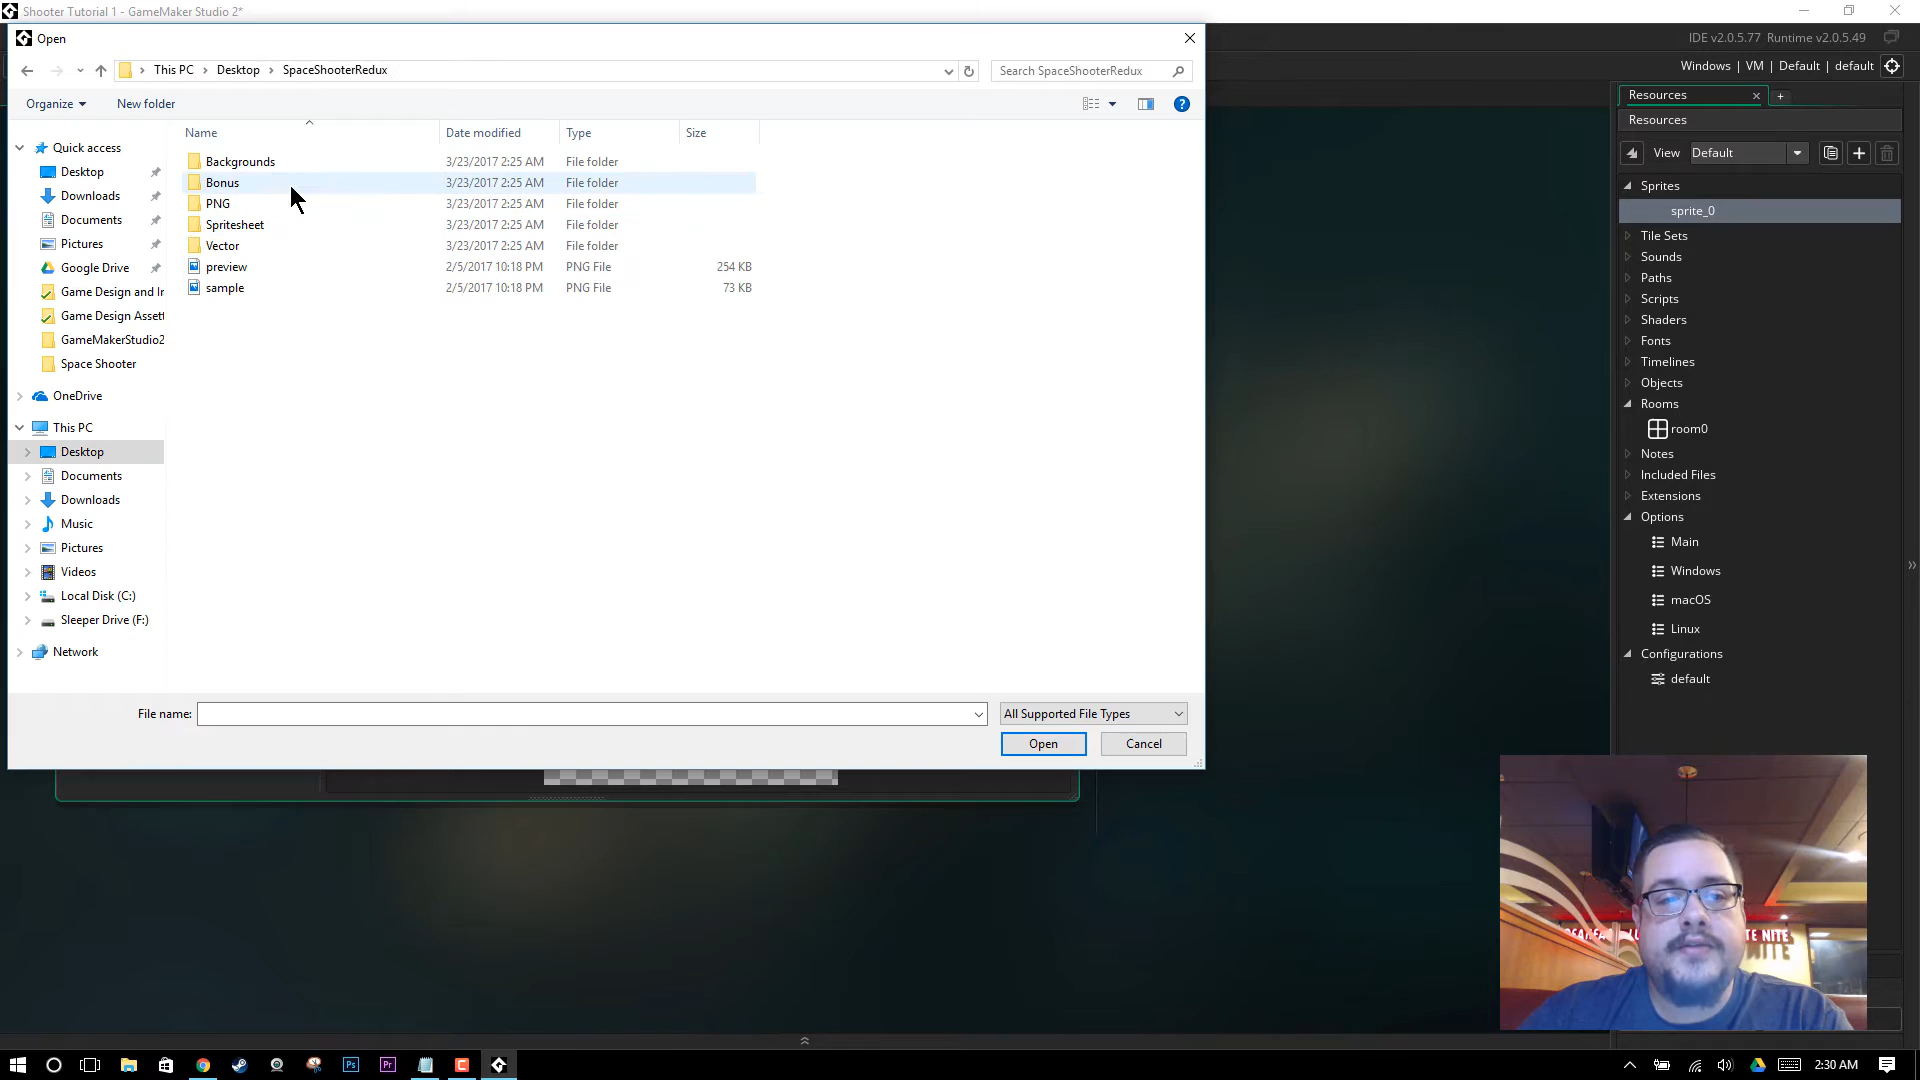 Shooter Tutorial 1 - GameMaker Studio 2*
Open
This PC > Desktop > SpaceShooterRedux
Search SpaceShooterRedux
Organize
New folder
Name Date modified Type Size
Backgrounds 3/23/2017 2:25 AM File folder
Bonus 3/23/2017 2:25 AM File folder
PNG 3/23/2017 2:25 AM File folder
Spritesheet 3/23/2017 2:25 AM File folder
Vector 3/23/2017 2:25 AM File folder
preview 2/5/2017 10:18 PM PNG File 254 KB
sample 2/5/2017 10:18 PM PNG File 73 KB
Quick access
Desktop
Downloads
Documents
Pictures
Google Drive
Game Design and Ir
Game Design Asset
GameMakerStudio2
Space Shooter
OneDrive
This PC
Desktop
Documents
Downloads
Music
Pictures
Videos
Local Disk (C:)
Sleeper Drive (F:)
Network
File name:
All Supported File Types
Open
Cancel
IDE v2.0.5.77 Runtime v2.0.5.49
Windows | VM | Default | default
Resources
Resources
View Default
Sprites
sprite_0
Tile Sets
Sounds
Paths
Scripts
Shaders
Fonts
Timelines
Objects
Rooms
room0
Notes
Included Files
Extensions
Options
Main
Windows
macOS
Linux
Configurations
default
TE NITE
Ps
Pr
2:30 AM